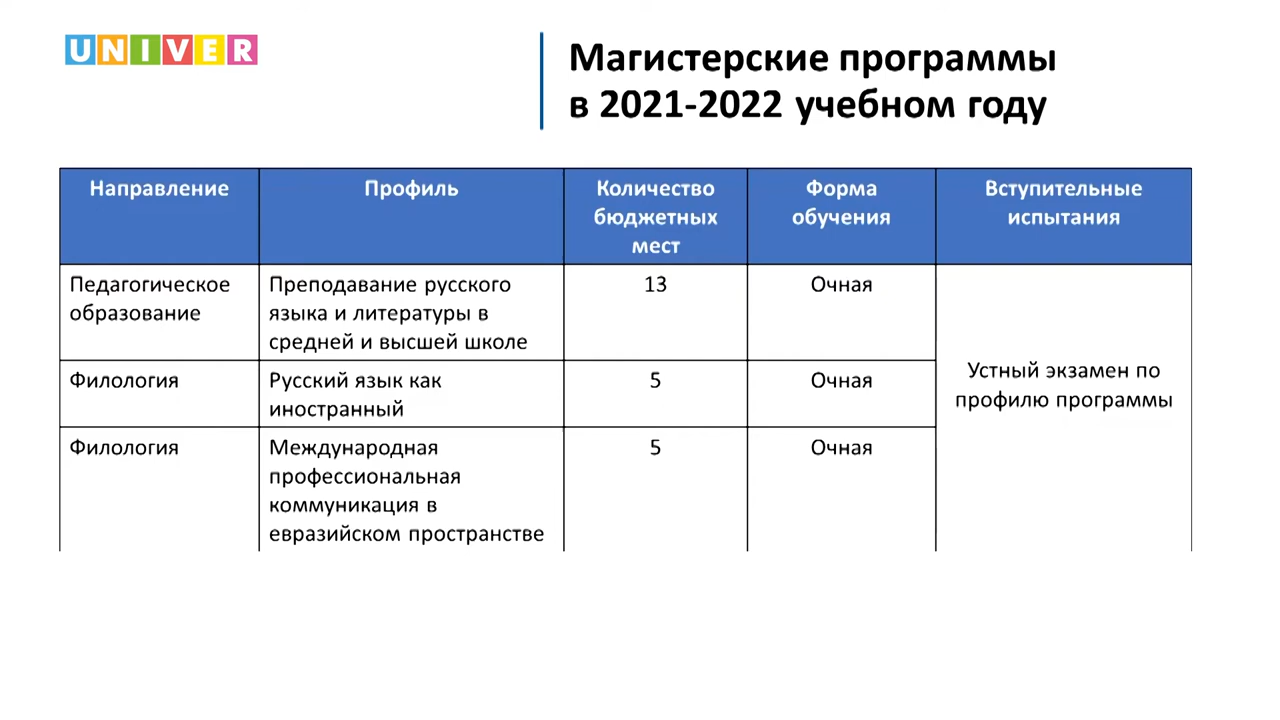 UNIVER
Магистерские программы
в 2021-2022 учебном году
Направление
Профиль
Количество
бюджетных
мест
Форма
обучения
Вступительные
испытания
Педагогическое
образование
Преподавание русского
языка и литературы в
средней и высшей школе
13
Очная
Устный экзамен по
профилю программы
Филология
Русский язык как
иностранный
5
Очная
Филология
Международная
профессиональная
коммуникация в
евразийском пространстве
5
Очная